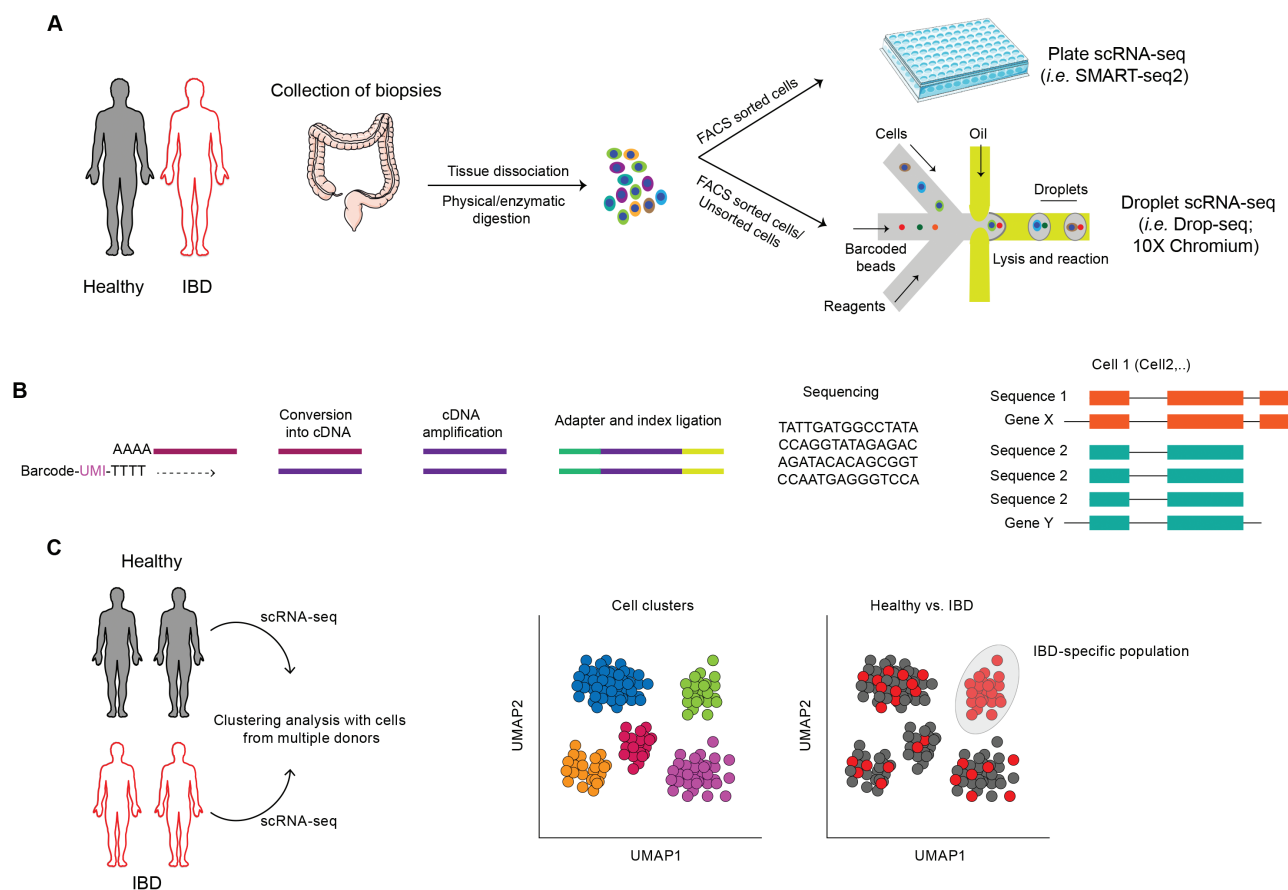 A
Healthy
IBD
Collection of biopsies
Tissue dissociation
Physical/enzymatic
digestion
FACS sorted cells
FACS sorted cells/
Unsorted cells
Plate scRNA-seq
(i.e. SMART-seq2)
Cells
Oil
Droplets
Barcoded
beads
Lysis and reaction
Reagents
Droplet scRNA-seq
(i.e. Drop-seq;
10X Chromium)
B
AAAA
Barcode-UMI-TTTT
Conversion
into cDNA
cDNA
amplification
Adapter and index ligation
Sequencing
TATTGATGGCCTATA
CCAGGTATAGAGAC
AGATACACAGCGGT
CCAATGAGGGTCCA
Cell 1 (Cell2,..)
Sequence 1
Gene X
Sequence 2
Sequence 2
Sequence 2
Gene Y
C
Healthy
scRNA-seq
Clustering analysis with cells
from multiple donors
scRNA-seq
IBD
Cell clusters
UMAP2
UMAP1
Healthy vs. IBD
IBD-specific population
UMAP2
UMAP1